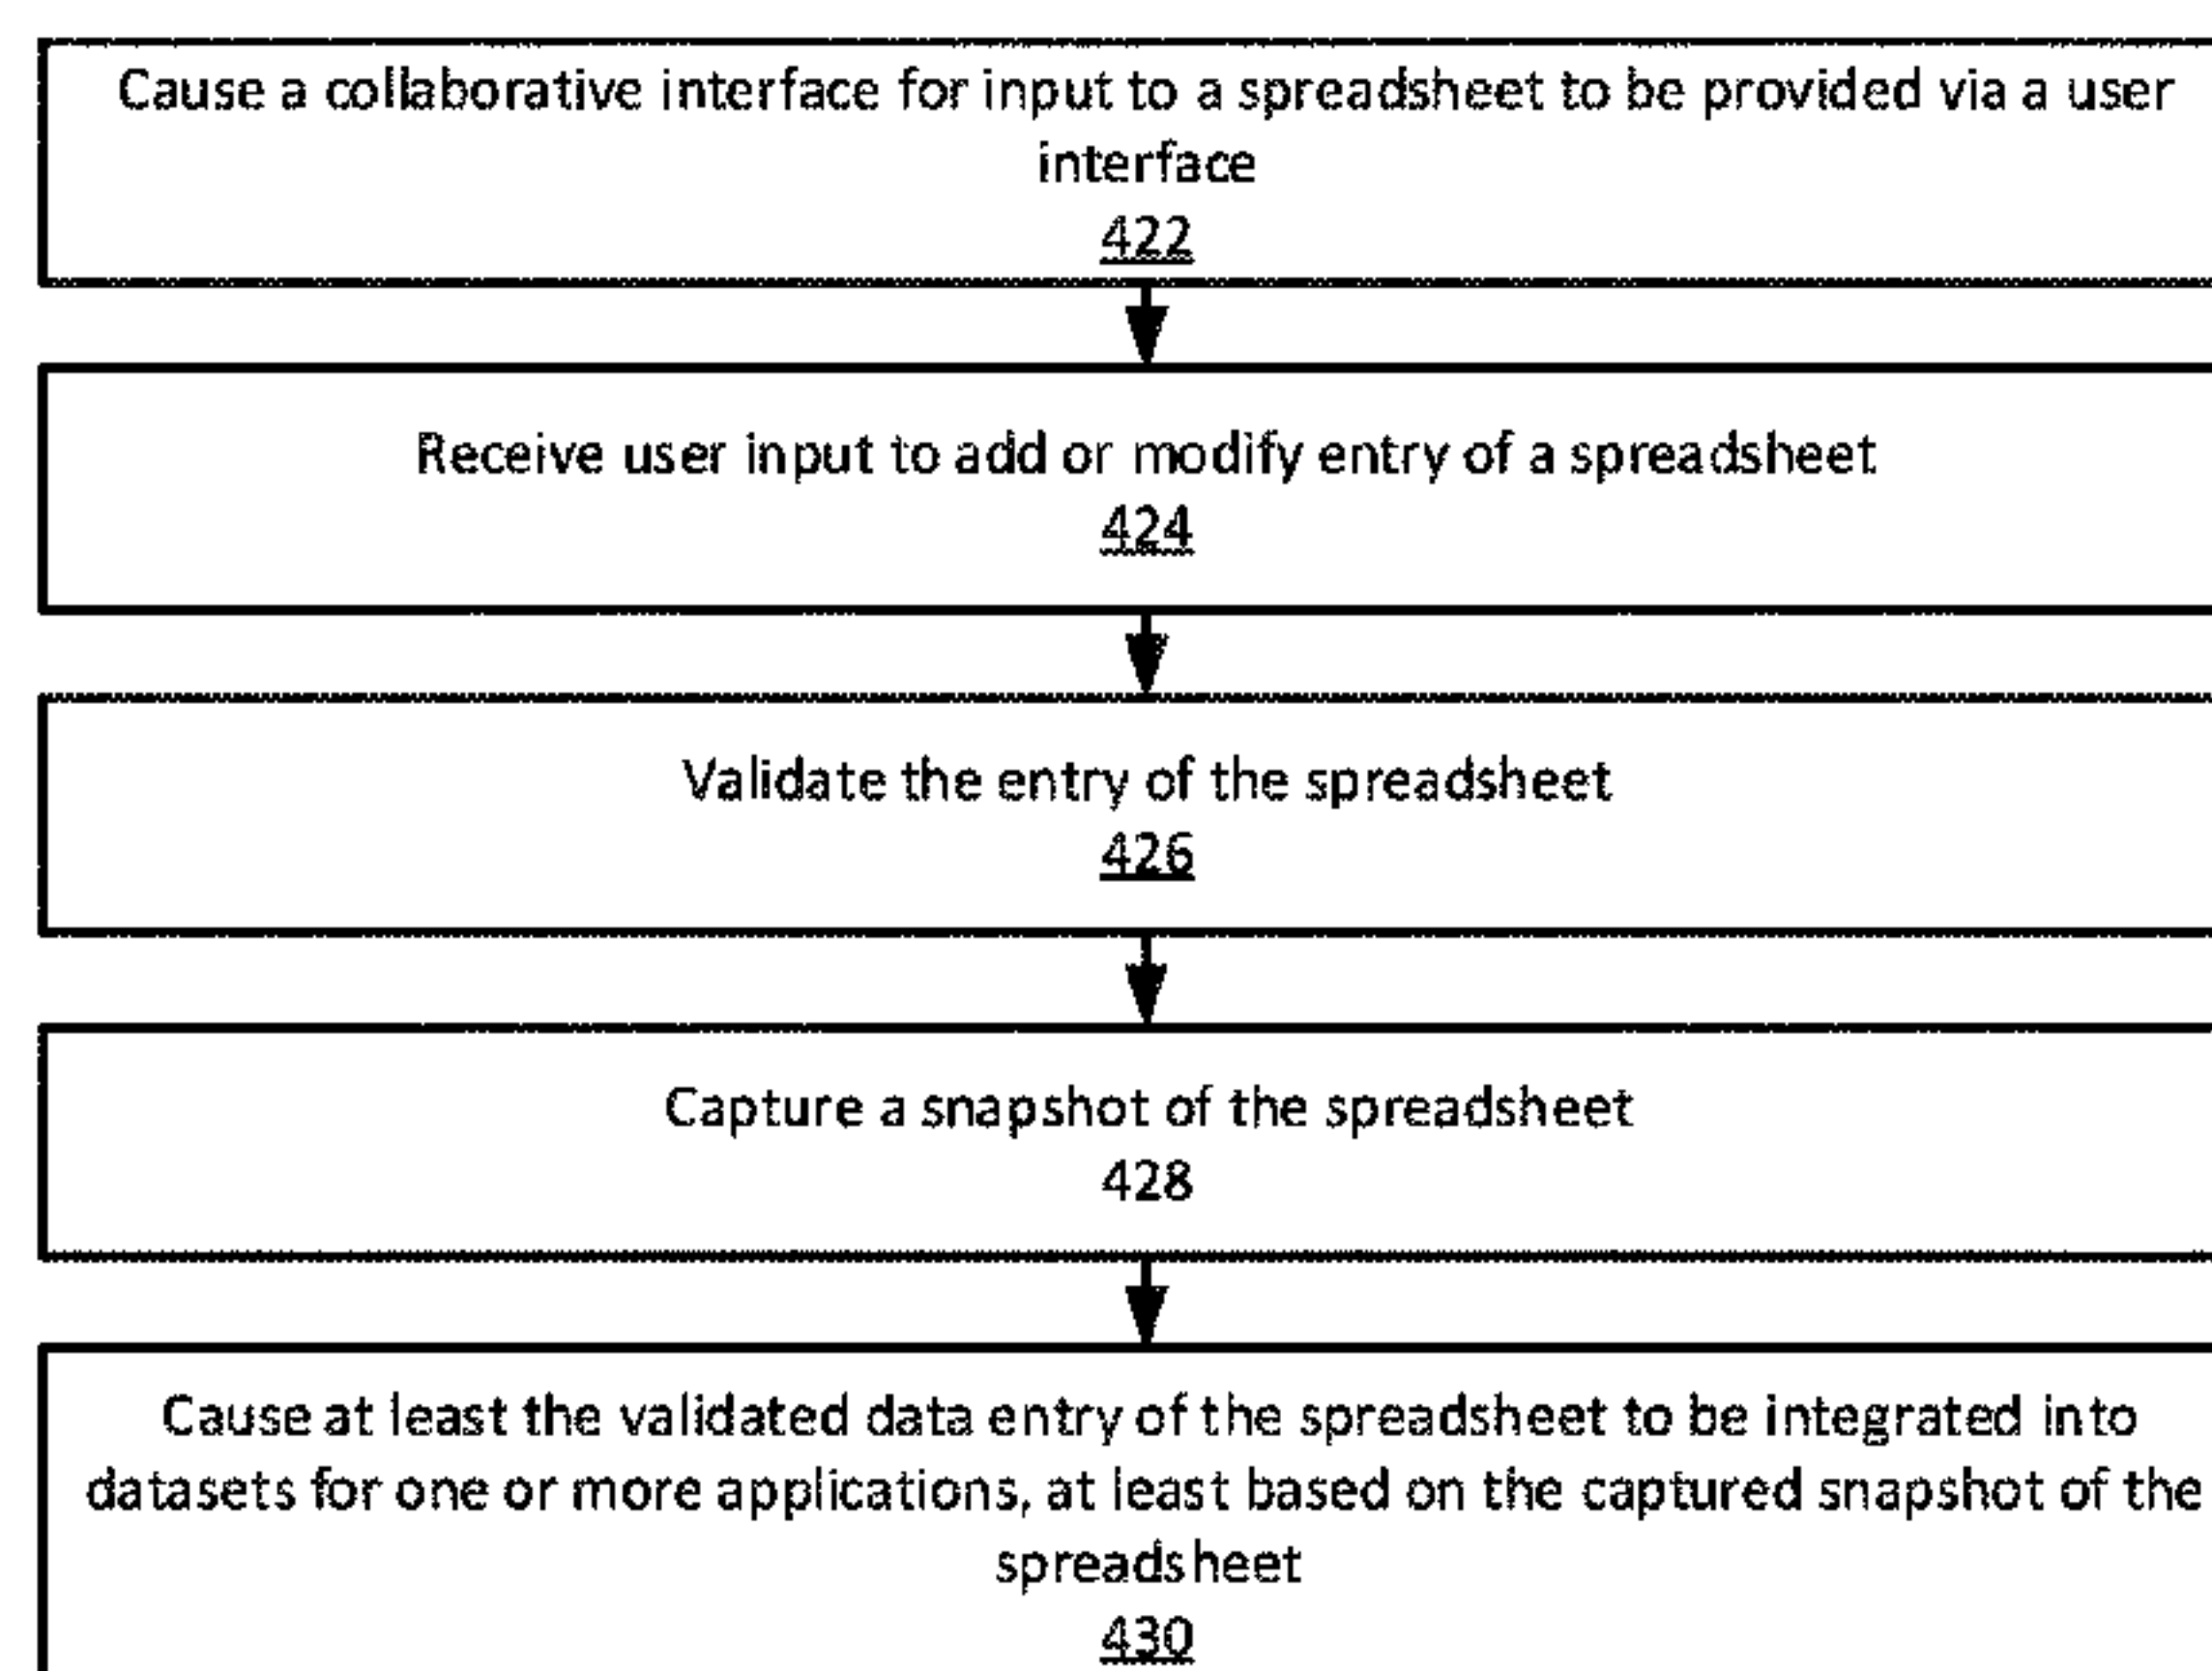 Cause a collaborative interface for input to a spreadsheet to be provided via a user
interface
422
Receive user input to add or modify entry of a spreadsheet
424
Validate the entry of the spreadsheet
426
Capture a snapshot of the spreadsheet
428
Cause at least the validated data entry of the spreadsheet to be integrated into
datasets for one or more applications, at least based on the captured snapshot of the
spreadsheet
430